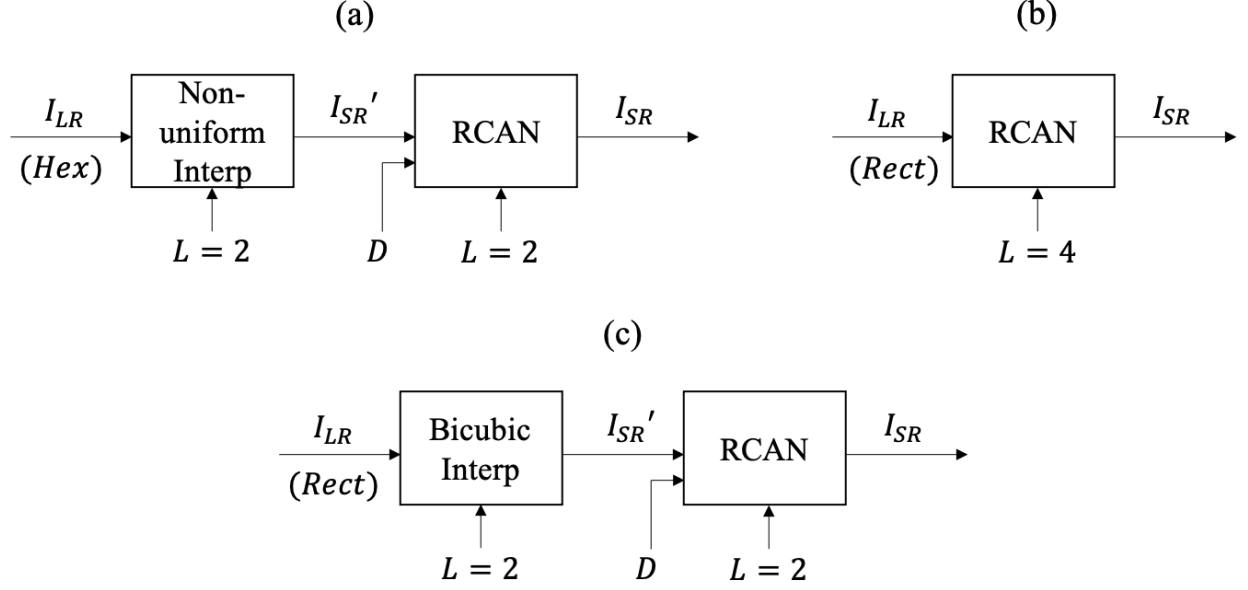 (a)
I_LR
(Hex)
Non-
uniform
Interp
L = 2
I_SR'
D
RCAN
L = 2
I_SR
(b)
I_LR
(Rect)
RCAN
L = 4
I_SR
(c)
I_LR
(Rect)
Bicubic
Interp
L = 2
I_SR'
D
RCAN
L = 2
I_SR